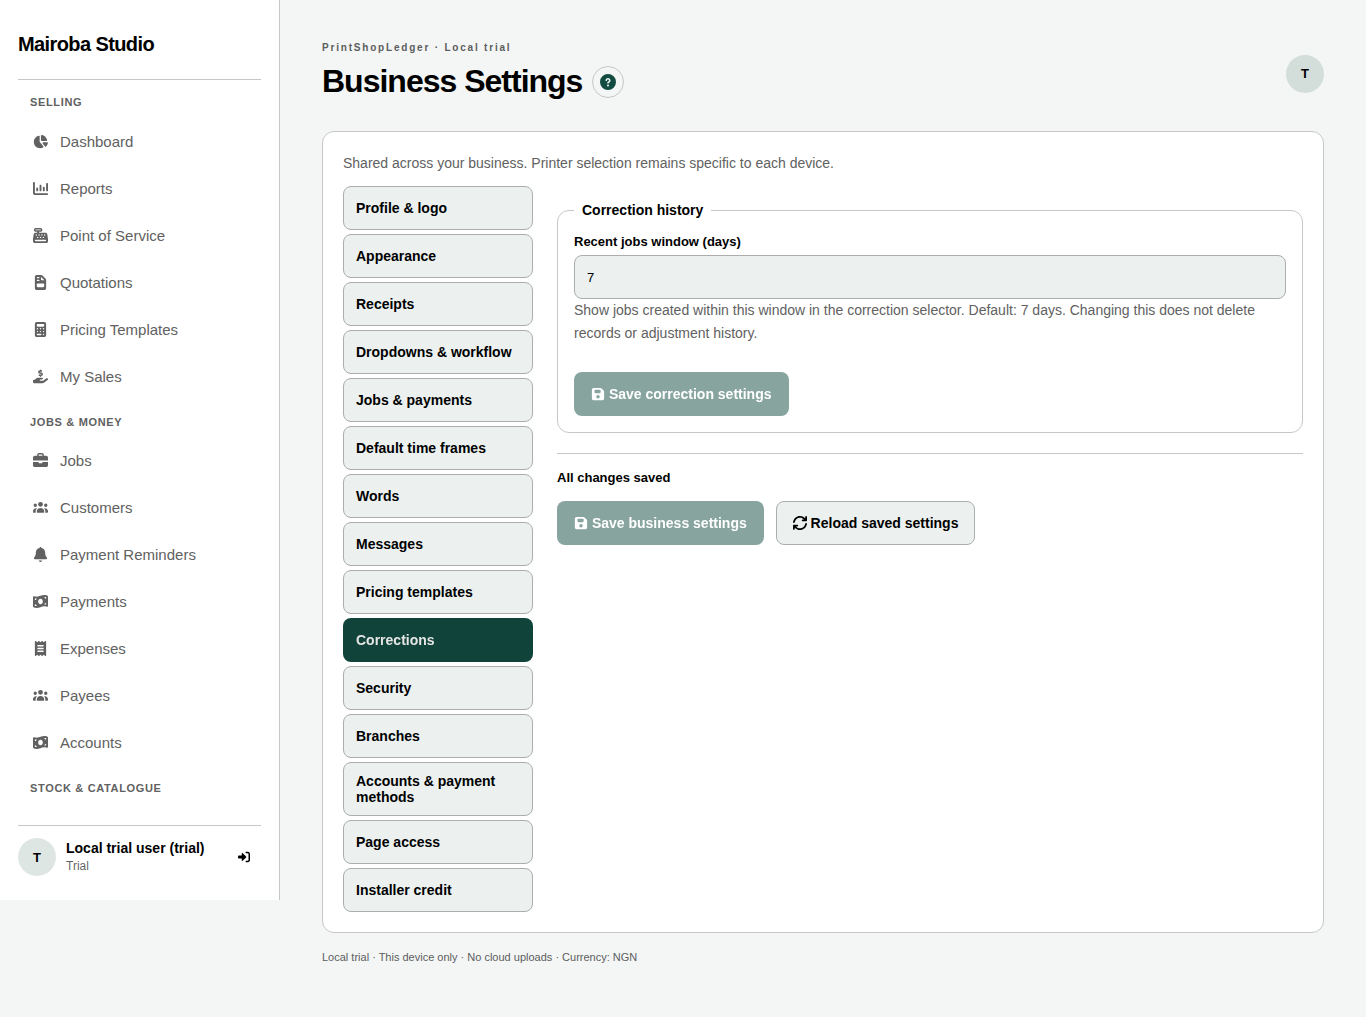 Mairoba Studio
SELLING
Dashboard
Reports
Point of Service
Quotations
Pricing Templates
My Sales
JOBS & MONEY
Jobs
Customers
Payment Reminders
Payments
Expenses
Payees
Accounts
STOCK & CATALOGUE
T
Local trial user (trial)
Trial
PrintShopLedger · Local trial
Business Settings
?
T
Shared across your business. Printer selection remains specific to each device.
Profile & logo
Appearance
Receipts
Dropdowns & workflow
Jobs & payments
Default time frames
Words
Messages
Pricing templates
Corrections
Security
Branches
Accounts & payment
methods
Page access
Installer credit
Correction history
Recent jobs window (days)
7
Show jobs created within this window in the correction selector. Default: 7 days. Changing this does not delete
records or adjustment history.
Save correction settings
All changes saved
Save business settings
Reload saved settings
Local trial · This device only · No cloud uploads · Currency: NGN